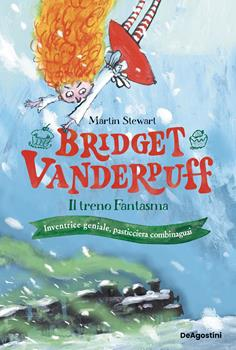 Martin Stewart
BRIDGET
VANDERPUFF
Il treno Fantasma
Inventrice geniale, pasticciera combinaguai
DeAGOSTINI